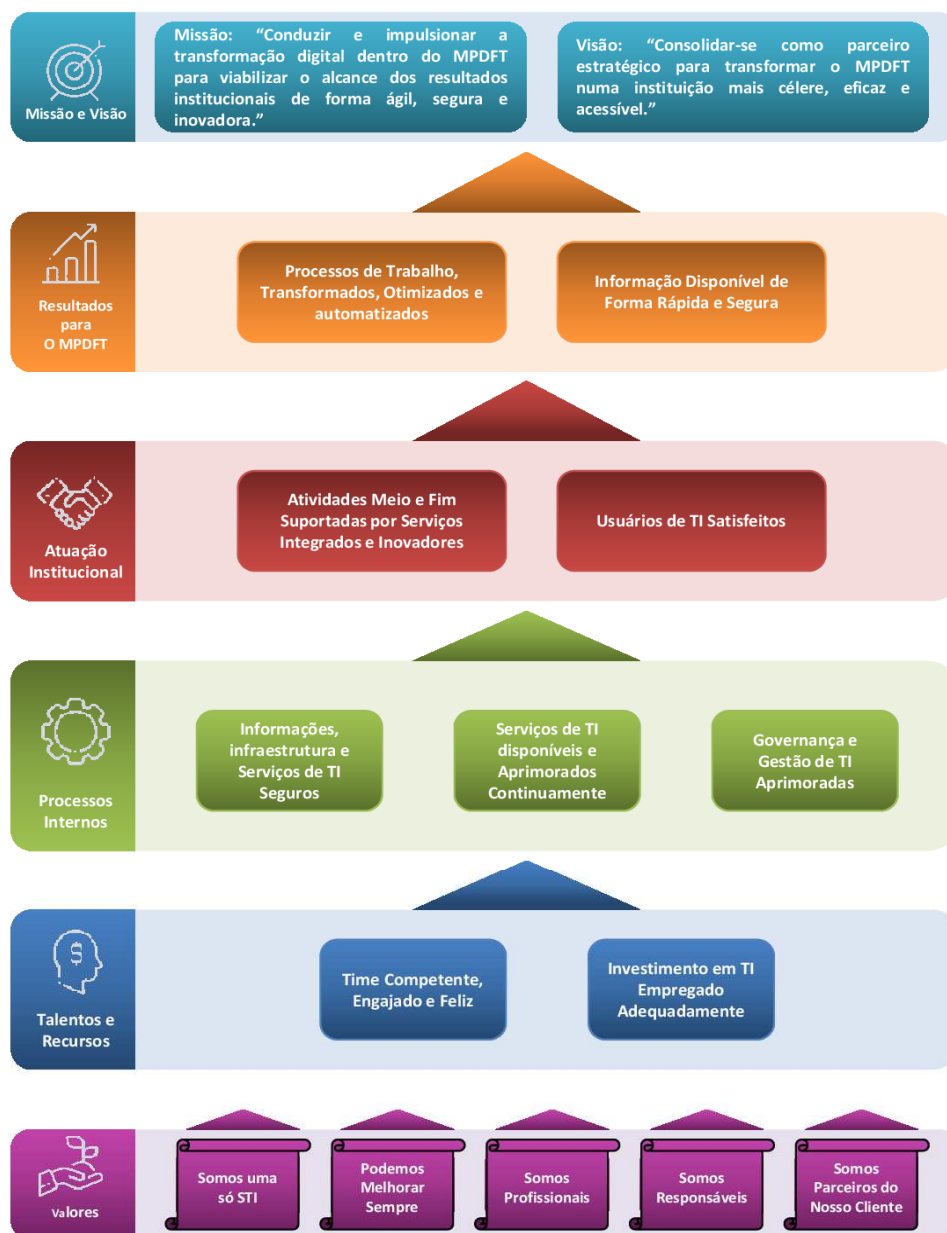 Missão e Visão
Missão: “Conduzir e impulsionar a
transformação digital dentro do MPDFT
para viabilizar o alcance dos resultados
institucionais de forma ágil, segura e
inovadora.”
Visão: “Consolidar-se como parceiro
estratégico para transformar o MPDFT
numa instituição mais célere, eficaz e
acessível.”
Resultados
para
O MPDFT
Processos de Trabalho,
Transformados, Otimizados e
automatizados
Informação Disponível de
Forma Rápida e Segura
Atuação
Institucional
Atividades Meio e Fim
Suportadas por Serviços
Integrados e Inovadores
Usuários de TI Satisfeitos
Processos
Internos
Informações,
infraestrutura e
Serviços de TI
Seguros
Serviços de TI
disponíveis e
Aprimorados
Continuamente
Governança e
Gestão de TI
Aprimoradas
$
Talentos e
Recursos
Time Competente,
Engajado e Feliz
Investimento em TI
Empregado
Adequadamente
Valores
Somos uma
só STI
Podemos
Melhorar
Sempre
Somos
Profissionais
Somos
Responsáveis
Somos
Parceiros do
Nosso Cliente